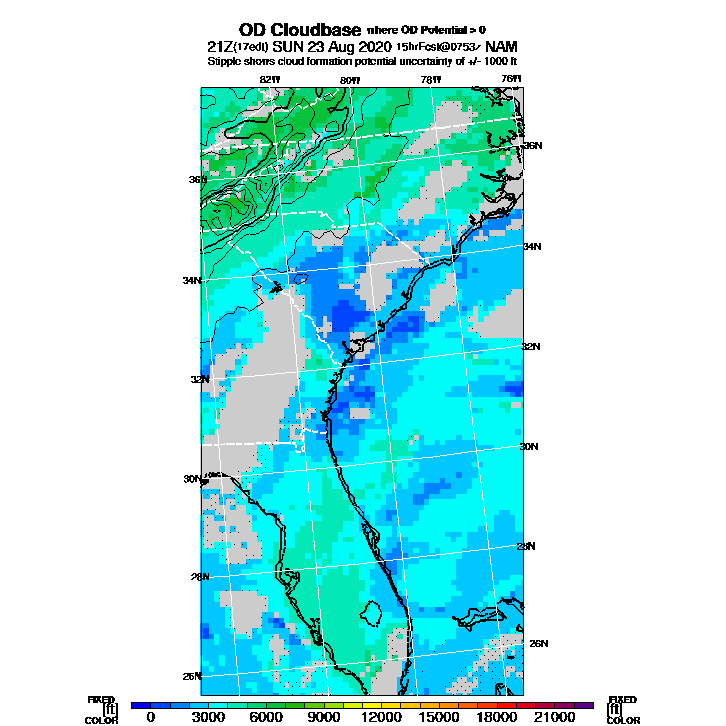 OD Cloudbase where OD Potential > 0
21Z(17edt) SUN 23 Aug 2020 15hrFcst@0753z NAM
Stipple shows cloud formation potential uncertainty of +/- 1000 ft
82W 80W 78W 76W
36N
36N
34N
34N
32N
32N
30N
30N
28N
28N
26N
26N
FIXED FIXED
[ft] [ft]
COLOR 0 3000 6000 9000 12000 15000 18000 21000 COLOR